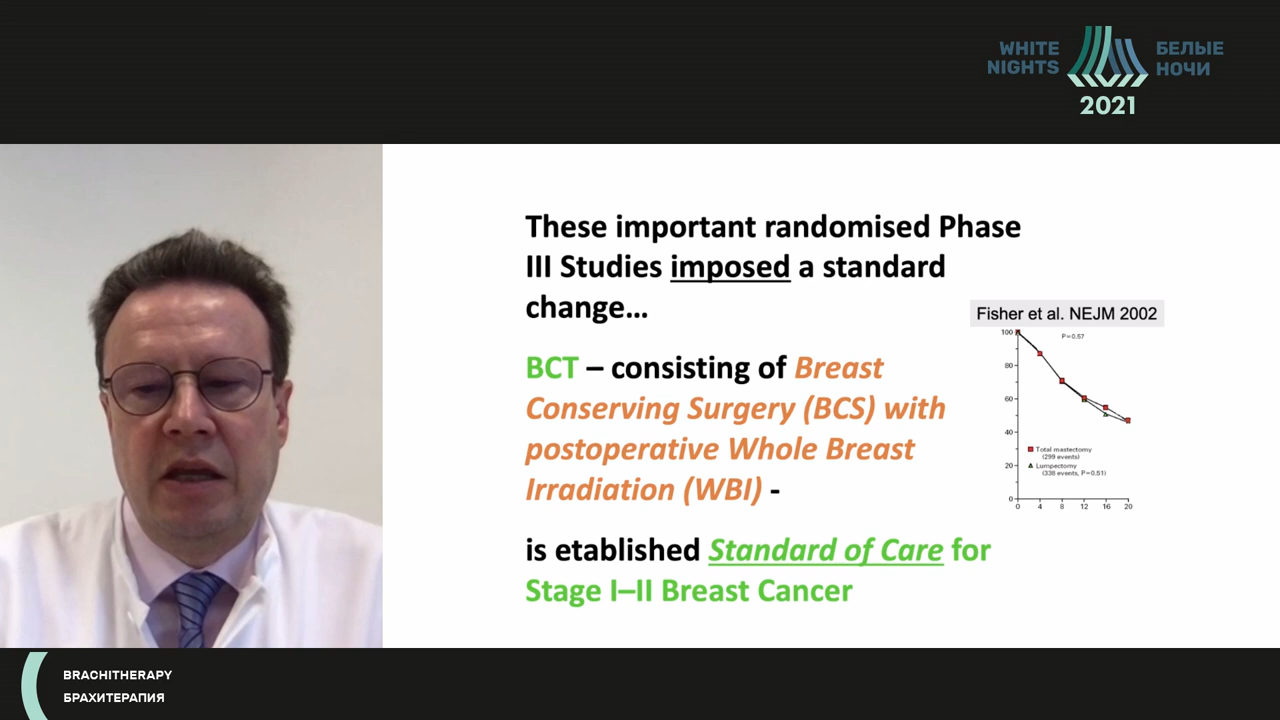 WHITE NIGHTS
БЕЛЫЕ НОЧИ
2021
These important randomised Phase
III Studies imposed a standard
change...
BCT – consisting of Breast
Conserving Surgery (BCS) with
postoperative Whole Breast
Irradiation (WBI) -
is etablished Standard of Care for
Stage I–II Breast Cancer
Fisher et al. NEJM 2002
P=0.57
100
80
60
40
20
0
Total mastectomy
(299 events)
Lumpectomy
(338 events, P=0.51)
0 4 8 12 16 20
BRACHITHERAPY
БРАХИТЕРАПИЯ